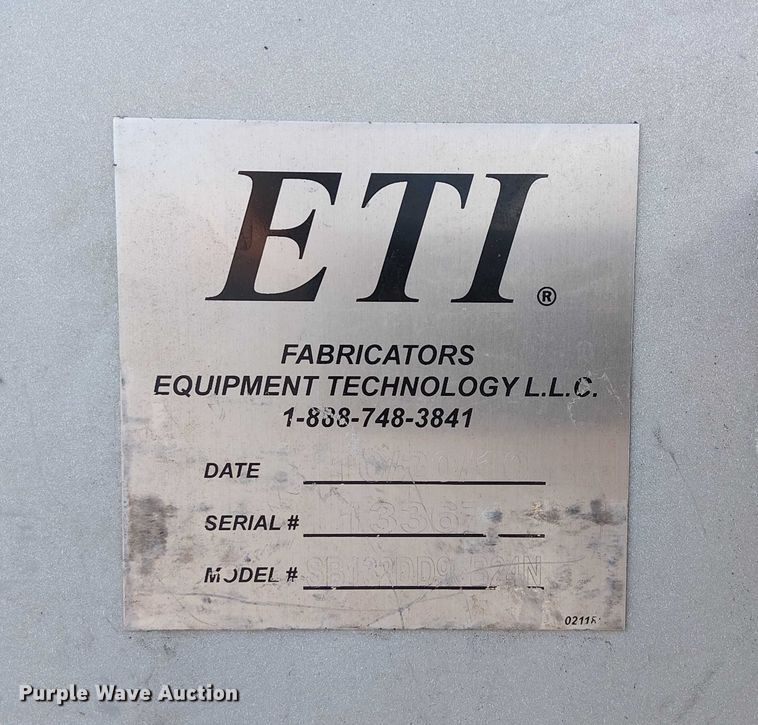 ETI®
FABRICATORS
EQUIPMENT TECHNOLOGY L.L.C.
1-888-748-3841
DATE
SERIAL #
MODEL #
Purple Wave Auction